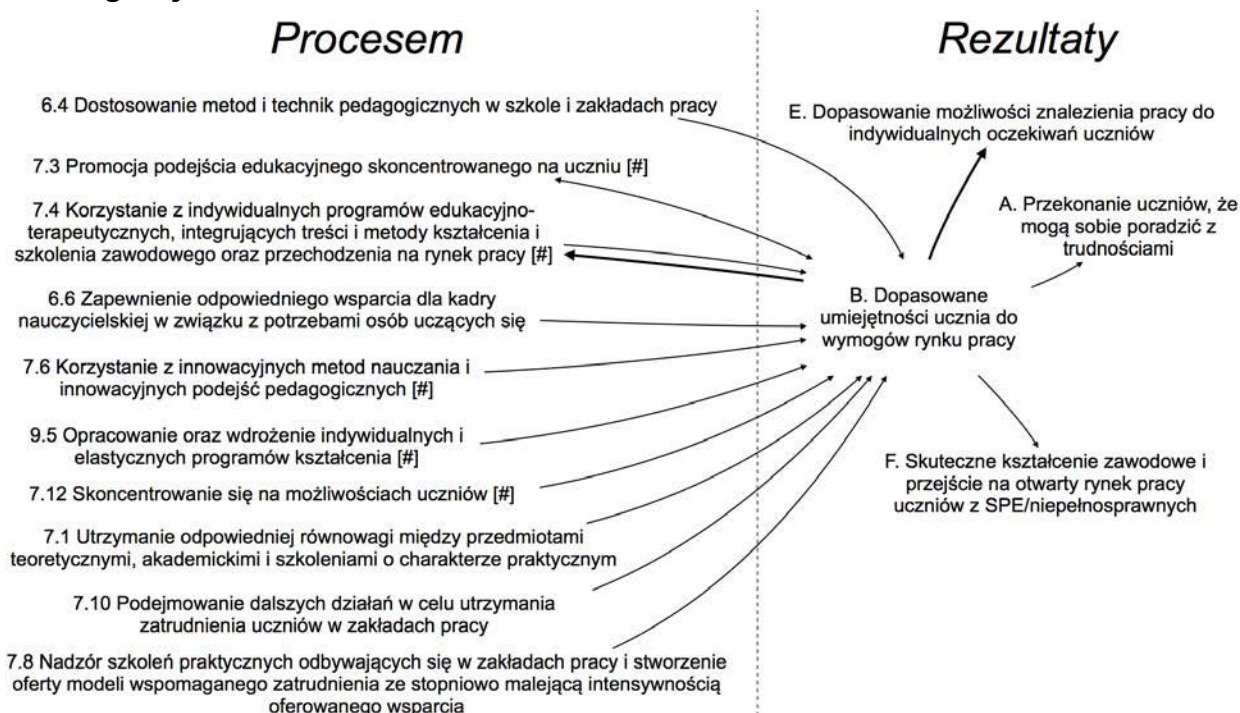 Procesem
6.4 Dostosowanie metod i technik pedagogicznych w szkole i zakładach pracy
7.3 Promocja podejścia edukacyjnego skoncentrowanego na uczniu [#]
7.4 Korzystanie z indywidualnych programów edukacyjno-
terapeutycznych, integrujących treści i metody kształcenia i
szkolenia zawodowego oraz przechodzenia na rynek pracy [#]
6.6 Zapewnienie odpowiedniego wsparcia dla kadry
nauczycielskiej w związku z potrzebami osób uczących się
7.6 Korzystanie z innowacyjnych metod nauczania i
innowacyjnych podejść pedagogicznych [#]
9.5 Opracowanie oraz wdrożenie indywidualnych i
elastycznych programów kształcenia [#]
7.12 Skoncentrowanie się na możliwościach uczniów [#]
7.1 Utrzymanie odpowiedniej równowagi między przedmiotami
teoretycznymi, akademickimi i szkoleniami o charakterze praktycznym
7.10 Podejmowanie dalszych działań w celu utrzymania
zatrudnienia uczniów w zakładach pracy
7.8 Nadzór szkoleń praktycznych odbywających się w zakładach pracy i stworzenie
oferty modeli wspomaganego zatrudnienia ze stopniowo malejącą intensywnością
oferowanego wsparcia
Rezultaty
E. Dopasowanie możliwości znalezienia pracy do
indywidualnych oczekiwań uczniów
A. Przekonanie uczniów, że
mogą sobie poradzić z
trudnościami
B. Dopasowane
umiejętności ucznia do
wymogów rynku pracy
F. Skuteczne kształcenie zawodowe i
przejście na otwarty rynek pracy
uczniów z SPE/niepełnosprawnych